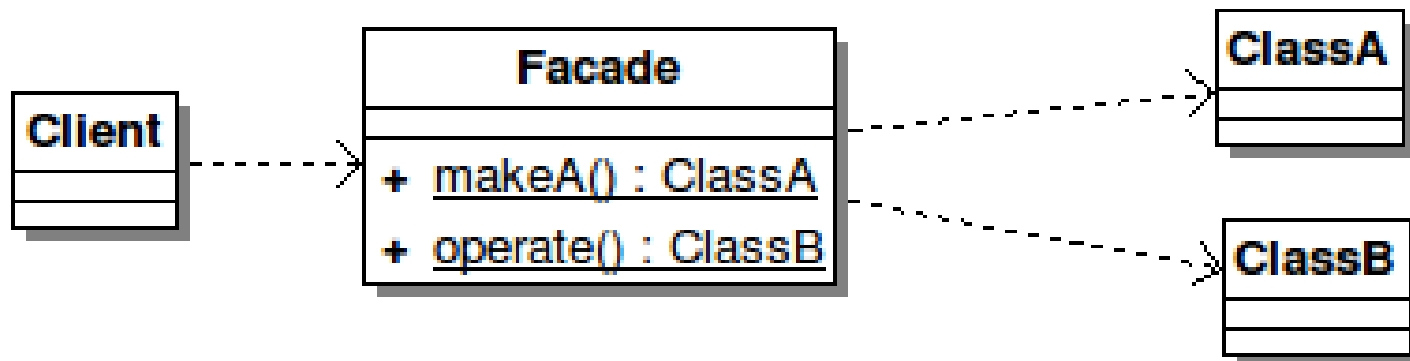 Client
Facade
+ makeA() : ClassA
+ operate() : ClassB
ClassA
ClassB